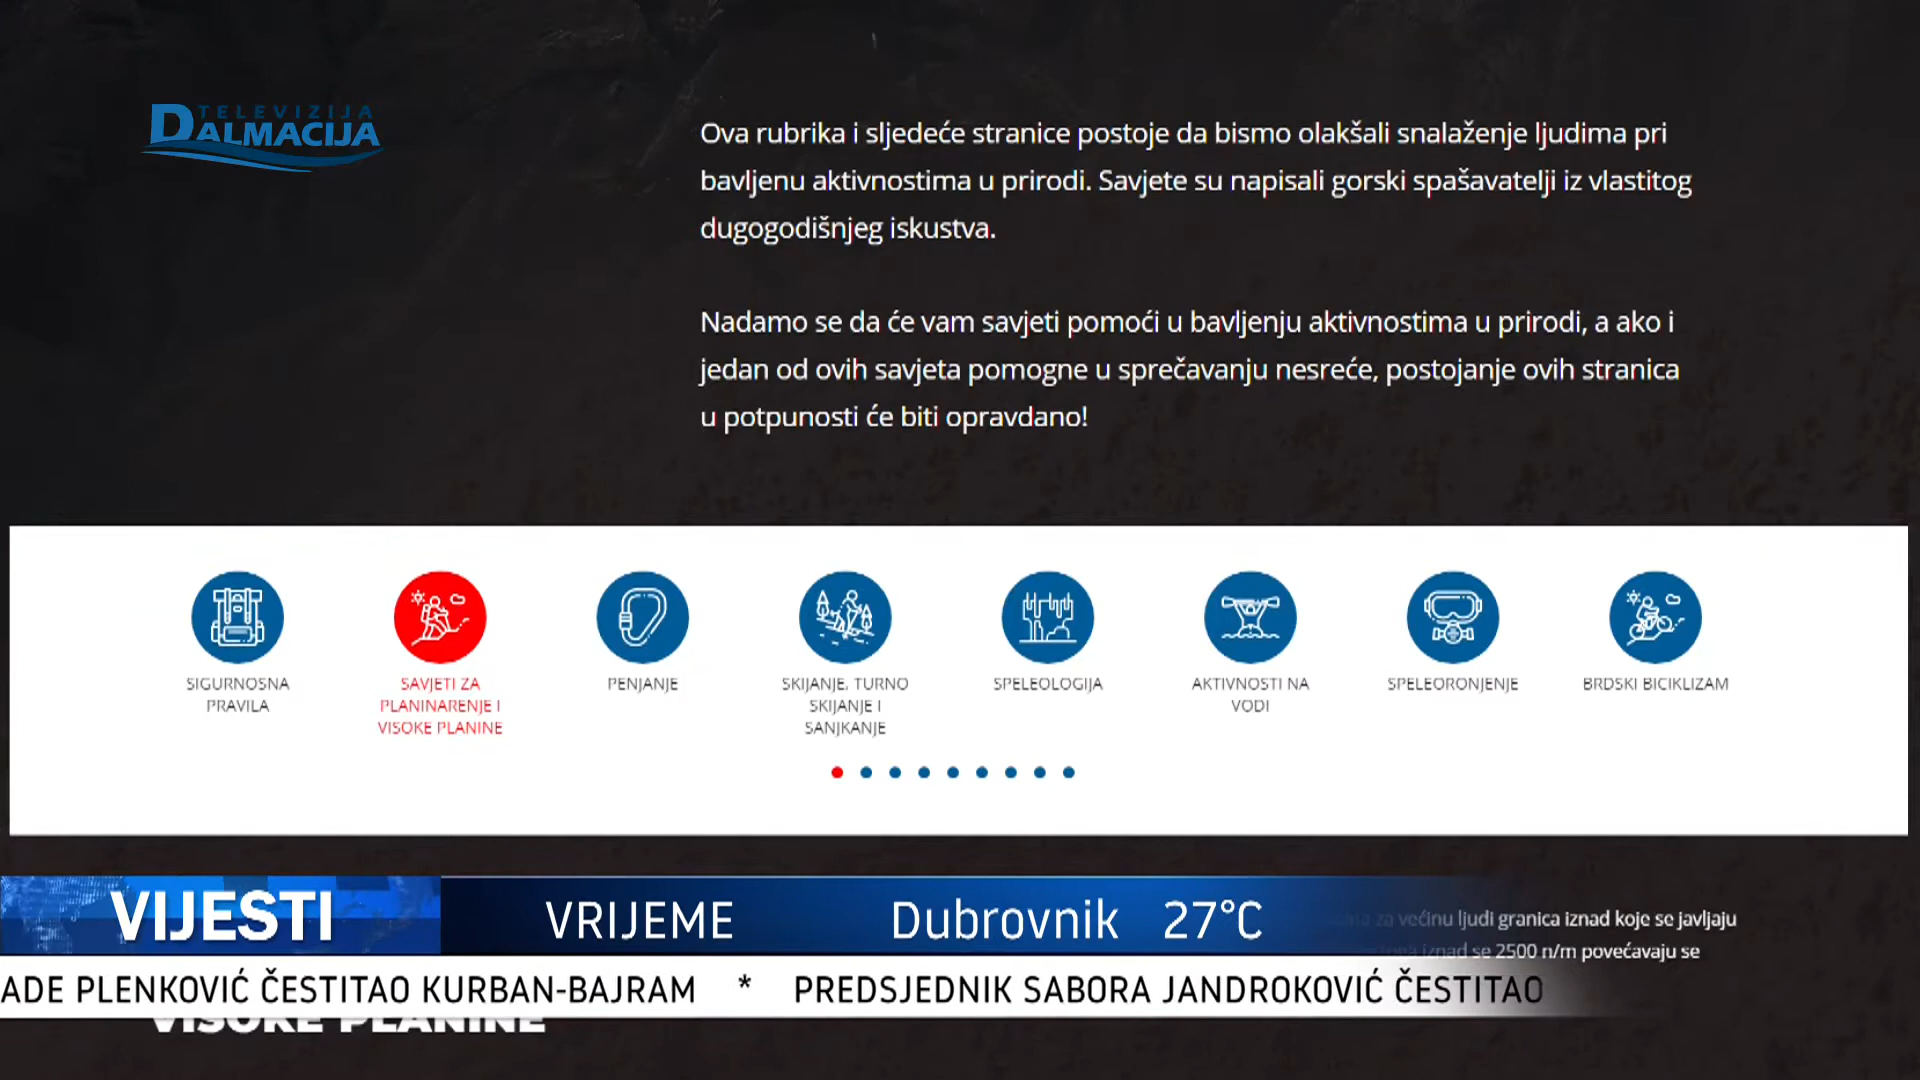 TELEVIZIJA
DALMACIJA
Ova rubrika i sljedeće stranice postoje da bismo olakšali snalaženje ljudima pri
bavljenu aktivnostima u prirodi. Savjete su napisali gorski spašavatelji iz vlastitog
dugogodišnjeg iskustva.
Nadamo se da će vam savjeti pomoći u bavljenju aktivnostima u prirodi, a ako i
jedan od ovih savjeta pomogne u sprečavanju nesreće, postojanje ovih stranica
u potpunosti će biti opravdano!
SIGURNOSNA
PRAVILA
SAVJETI ZA
PLANINARENJE I
VISOKE PLANINE
PENJANJE
SKIJANJE, TURNO
SKIJANJE I
SANJKANJE
SPELEOLOGIJA
AKTIVNOSTI NA
VODI
SPELEORONJENJE
BRDSKI BICIKLIZAM
VIJESTI
VRIJEME Dubrovnik 27°C
za većinu ljudi granica iznad koje se javljaju
iznad se 2500 n/m povećavaju se
ADE PLENKOVIĆ ČESTITAO KURBAN-BAJRAM * PREDSJEDNIK SABORA JANDROKOVIĆ ČESTITAO
VISOKE PLANINE